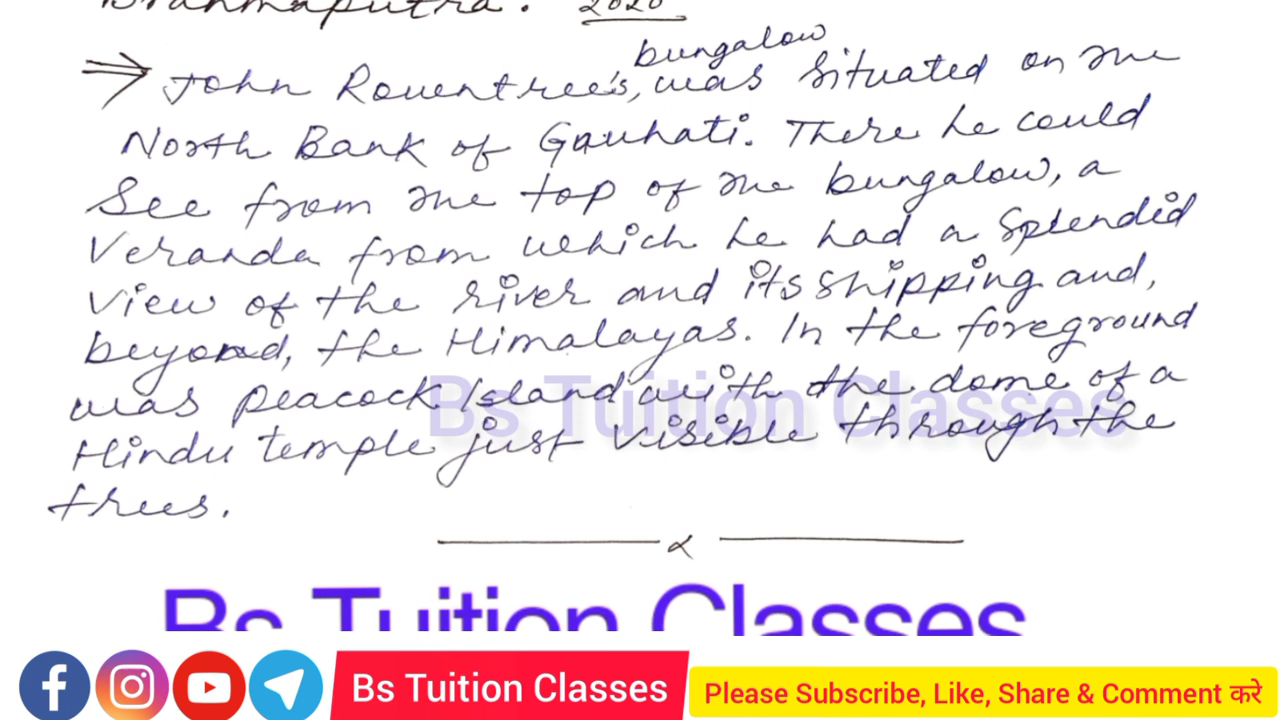 Brahmaputra. 2020
⇒ John Rowntree's, bungalow was situated on the
North Bank of Gauhati. There he could
See from the top of the bungalow, a
Veranda from which he had a splendid
view of the river and its shipping and,
beyond, the Himalayas. In the foreground
was Peacock Island with the dome of a
Hindu temple just visible through the
trees.
Bs Tuition Classes
Bs Tuition Classes
Bs Tuition Classes
Please Subscribe, Like, Share & Comment करे